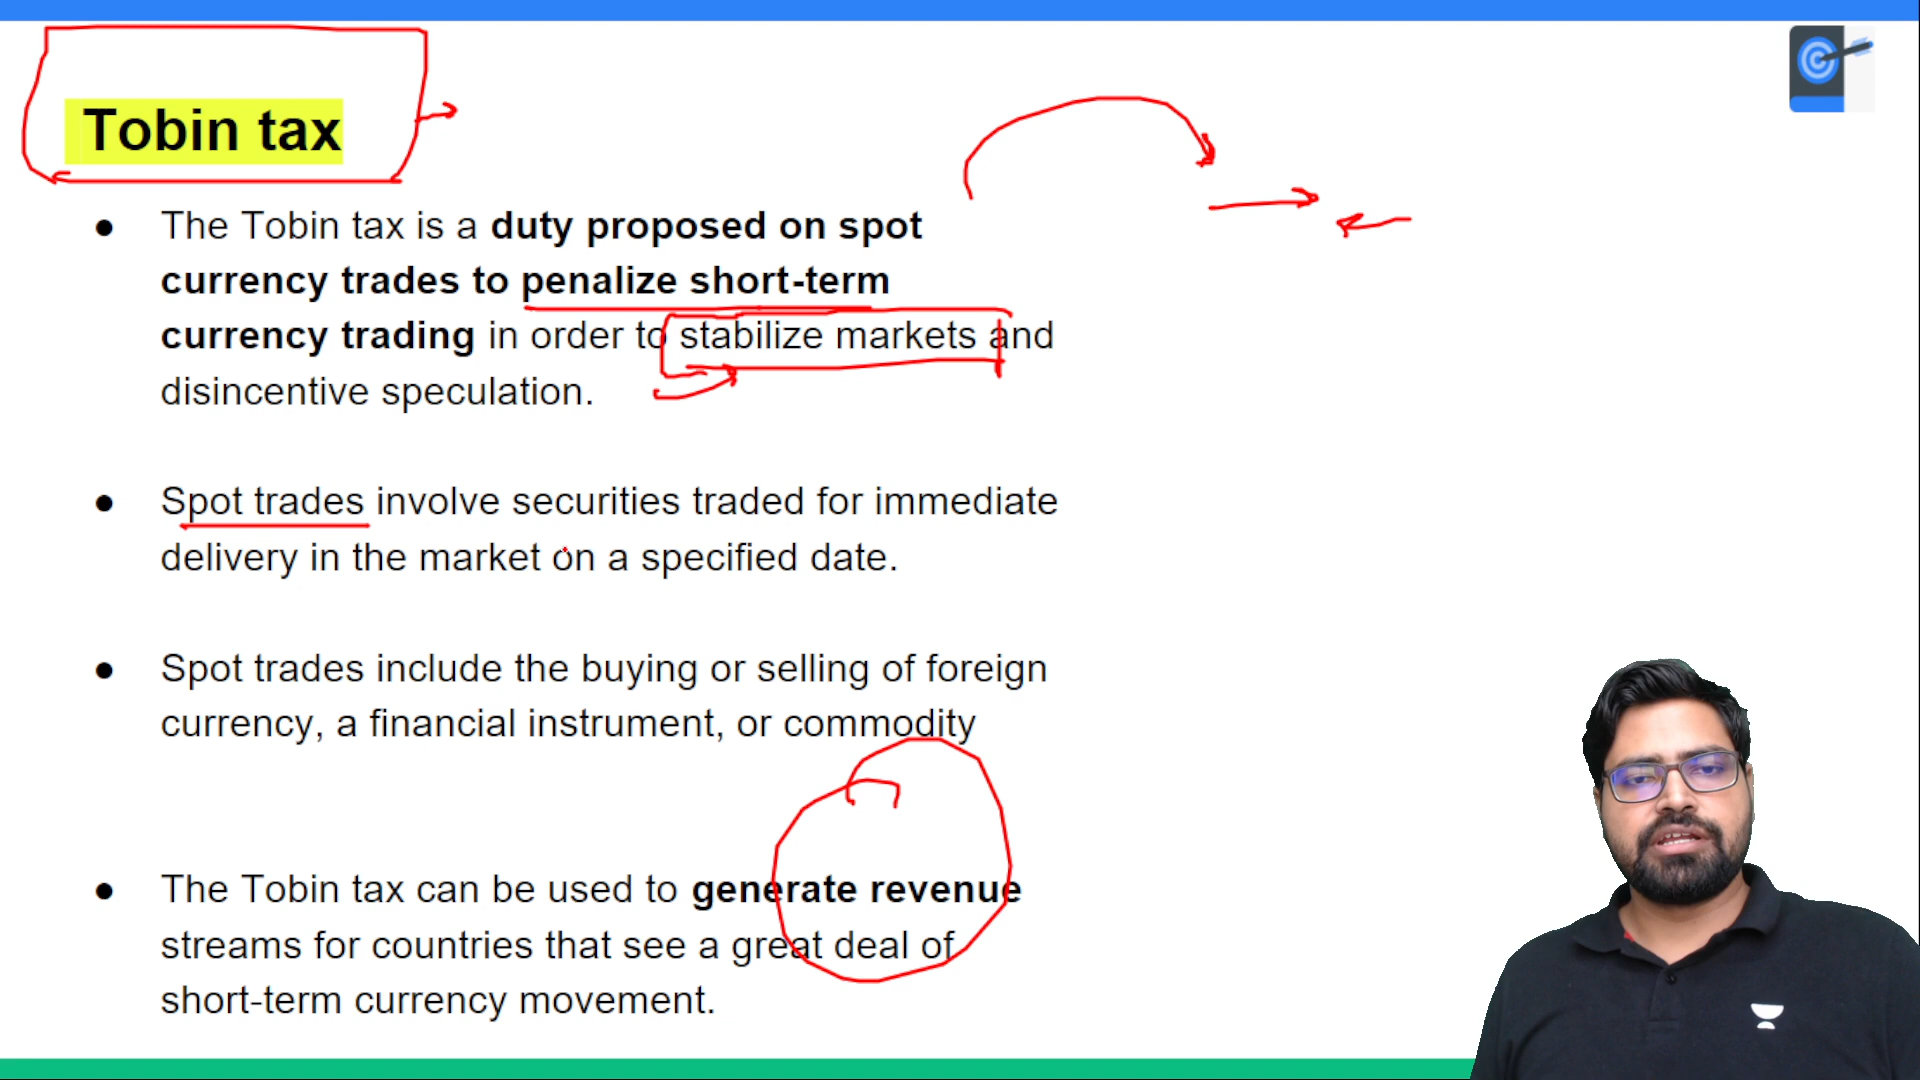 Tobin tax
● The Tobin tax is a duty proposed on spot
currency trades to penalize short-term
currency trading in order to stabilize markets and
disincentive speculation.
● Spot trades involve securities traded for immediate
delivery in the market on a specified date.
● Spot trades include the buying or selling of foreign
currency, a financial instrument, or commodity
● The Tobin tax can be used to generate revenue
streams for countries that see a great deal of
short-term currency movement.